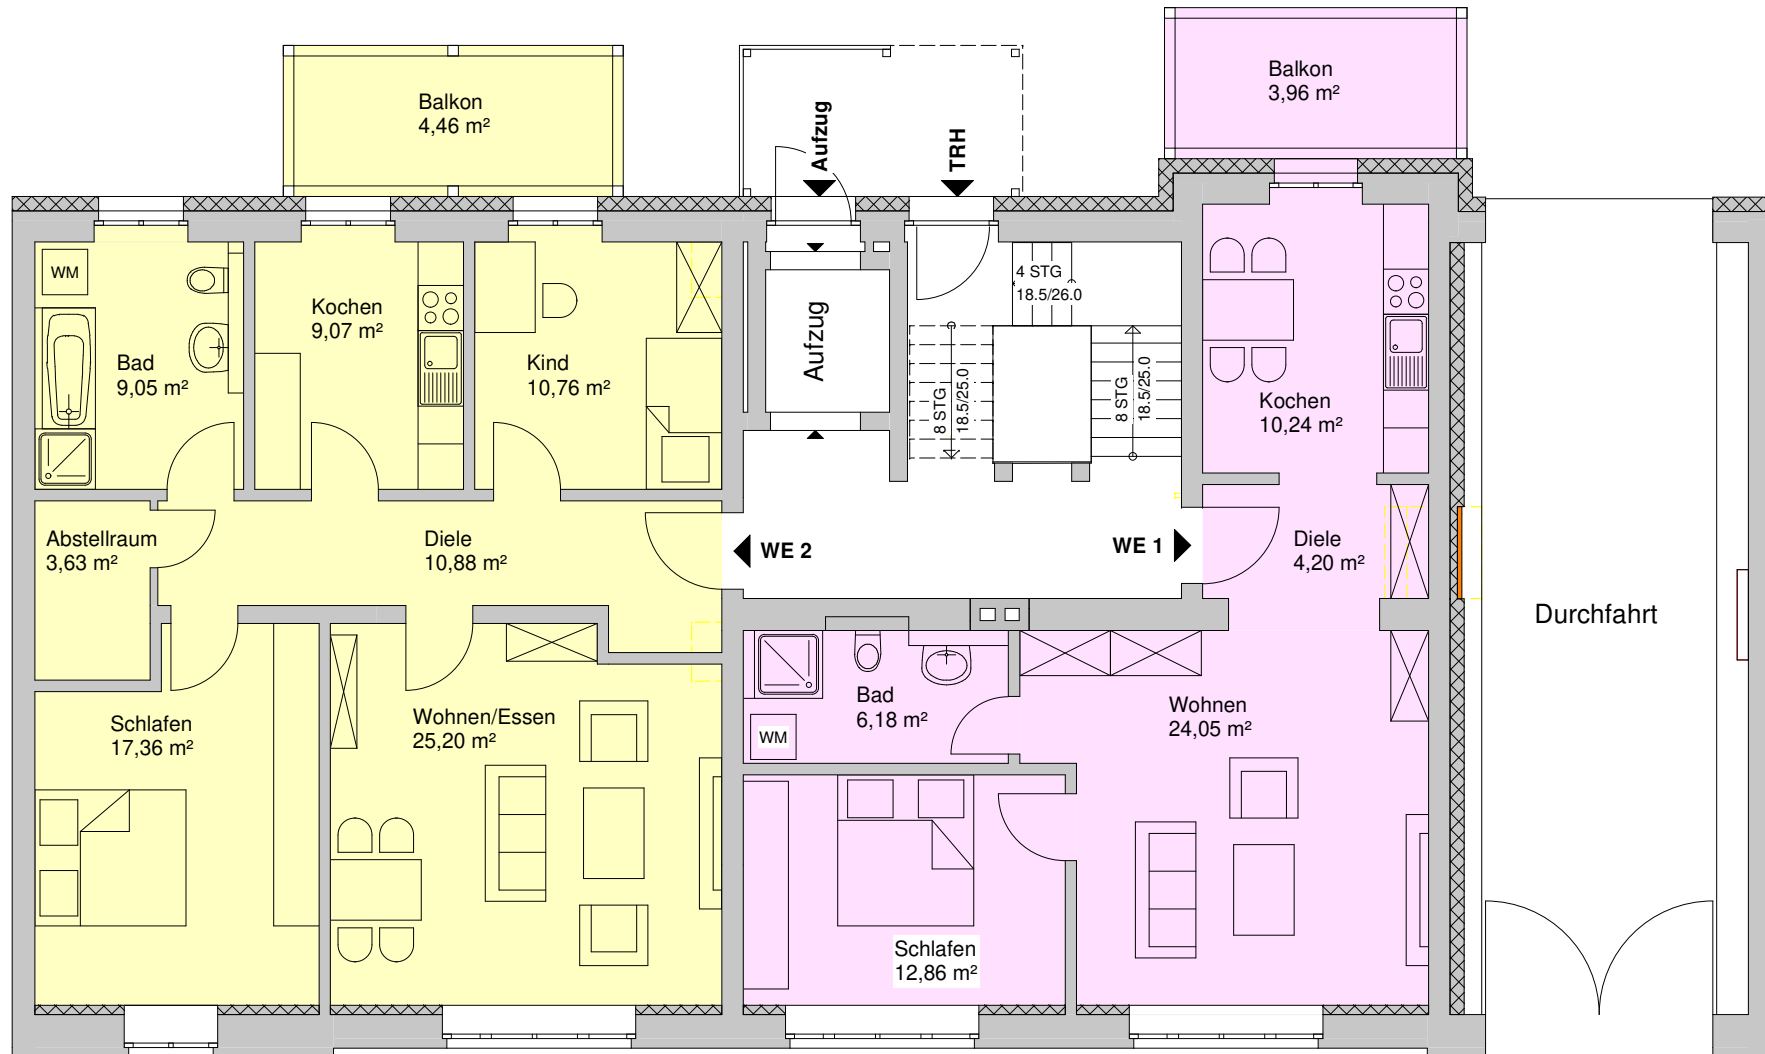 Balkon
4,46 m²
Aufzug
TRH
Balkon
3,96 m²
WM
Bad
9,05 m²
Kochen
9,07 m²
Kind
10,76 m²
Aufzug
4 STG
18.5/26.0
8 STG
18.5/25.0
8 STG
18.5/25.0
Kochen
10,24 m²
Abstellraum
3,63 m²
Diele
10,88 m²
WE 2
WE 1
Diele
4,20 m²
Durchfahrt
Schlafen
17,36 m²
Wohnen/Essen
25,20 m²
Bad
6,18 m²
WM
Wohnen
24,05 m²
Schlafen
12,86 m²